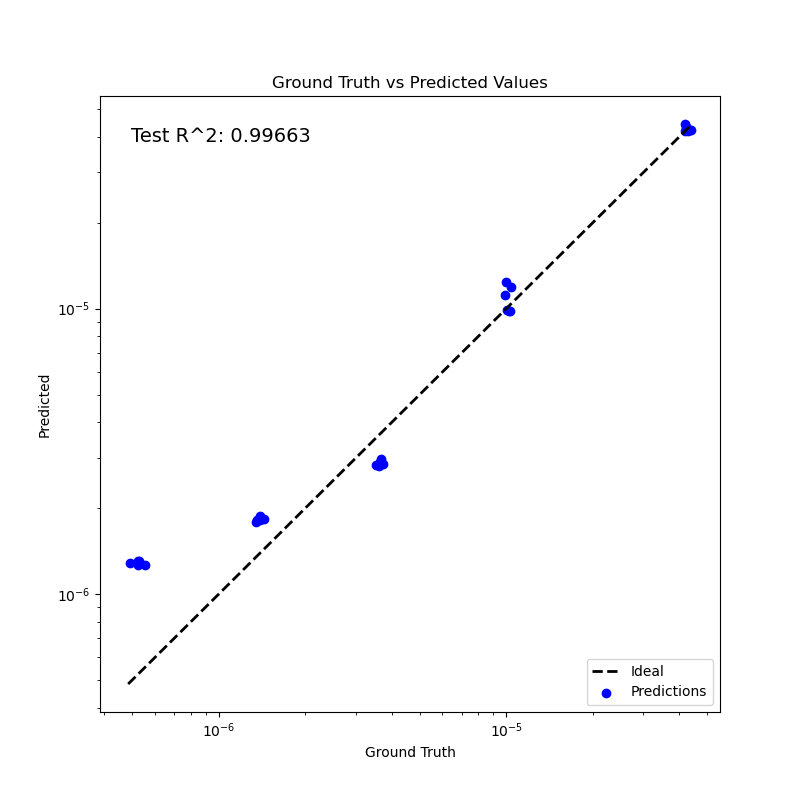 Ground Truth vs Predicted Values
Test R^2: 0.99663
Predicted
10⁻⁵
10⁻⁶
10⁻⁶
10⁻⁵
Ground Truth
Ideal
Predictions